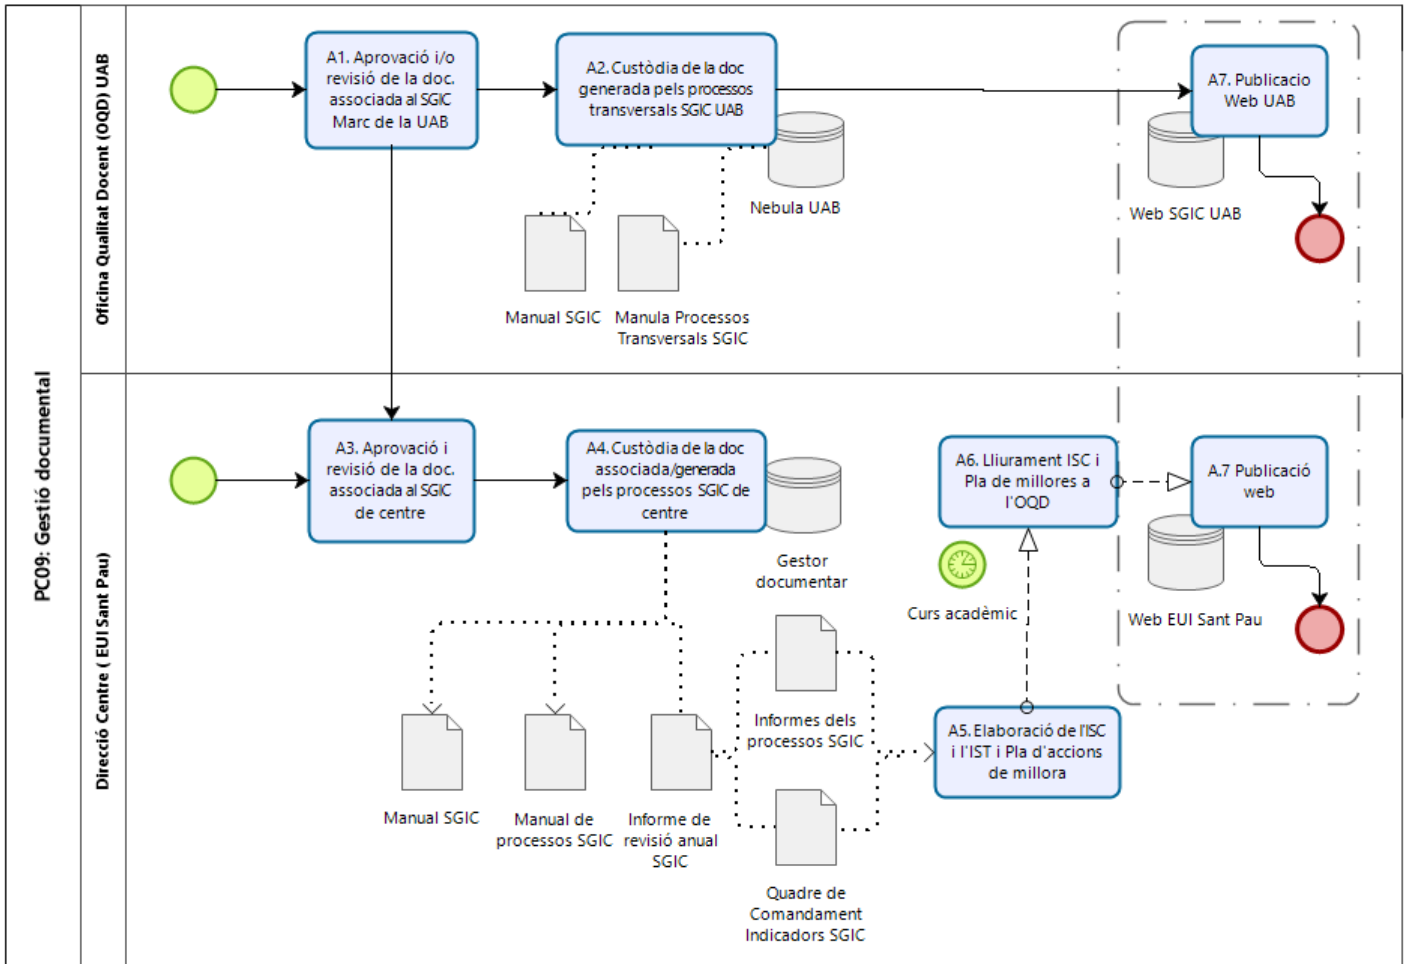 PC09: Gestió documental
Oficina Qualitat Docent (OQD) UAB
A1. Aprovació i/o
revisió de la doc.
associada al SGIC
Marc de la UAB
A2. Custòdia de la doc
generada pels processos
transversals SGIC UAB
Nebula UAB
Manual SGIC
Manula Processos
Transversals SGIC
A7. Publicacio
Web UAB
Web SGIC UAB
Direcció Centre ( EUI Sant Pau)
A3. Aprovació i
revisió de la doc.
associada al SGIC
de centre
A4. Custòdia de la doc
associada/generada
pels processos SGIC de
centre
Gestor
documentar
A6. Lliurament ISC i
Pla de millores a
l'OQD
Curs acadèmic
A.7 Publicació
web
Web EUI Sant Pau
Manual SGIC
Manual de
processos SGIC
Informe de
revisió anual
SGIC
Informes dels
processos SGIC
Quadre de
Comandament
Indicadors SGIC
A5. Elaboració de l'ISC
i l'IST i Pla d'accions
de millora